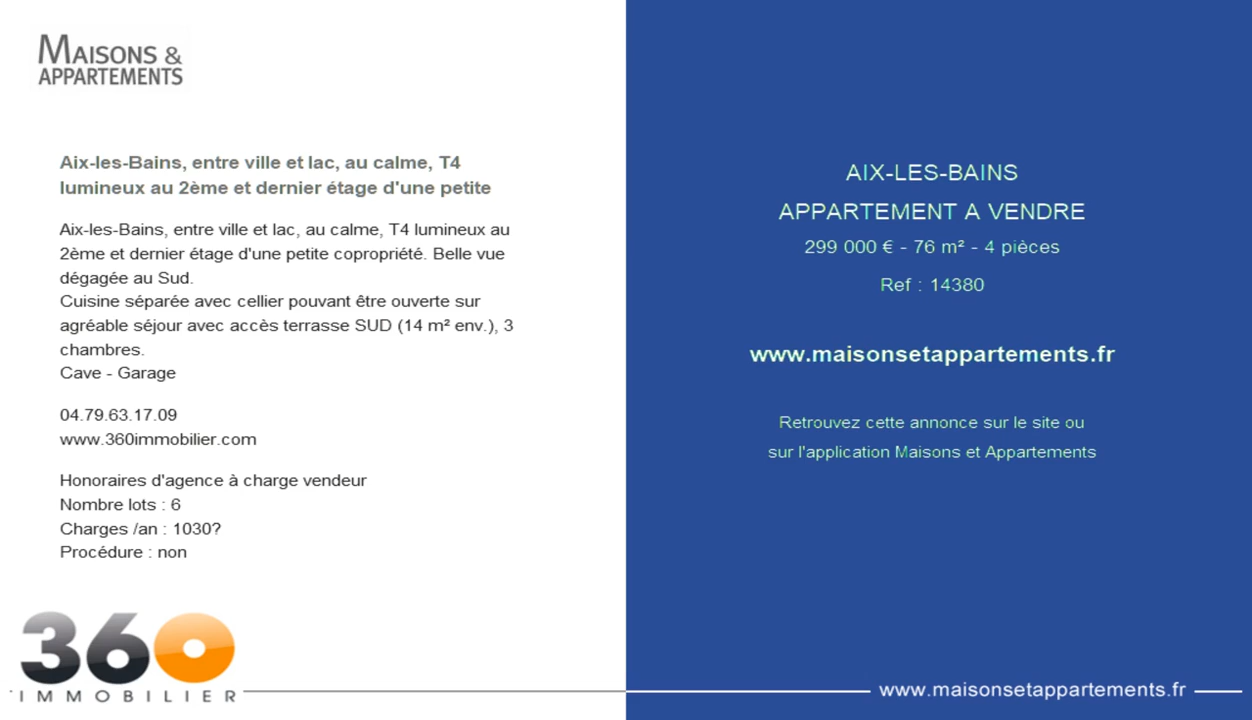 MAISONS &
APPARTEMENTS
Aix-les-Bains, entre ville et lac, au calme, T4
lumineux au 2ème et dernier étage d'une petite
Aix-les-Bains, entre ville et lac, au calme, T4 lumineux au
2ème et dernier étage d'une petite copropriété. Belle vue
dégagée au Sud.
Cuisine séparée avec cellier pouvant être ouverte sur
agréable séjour avec accès terrasse SUD (14 m² env.), 3
chambres.
Cave - Garage
04.79.63.17.09
www.360immobilier.com
Honoraires d'agence à charge vendeur
Nombre lots : 6
Charges /an : 1030?
Procédure : non
360
IMMOBILIER
AIX-LES-BAINS
APPARTEMENT A VENDRE
299 000 € - 76 m² - 4 pièces
Ref : 14380
www.maisonsetappartements.fr
Retrouvez cette annonce sur le site ou
sur l'application Maisons et Appartements
www.maisonsetappartements.fr